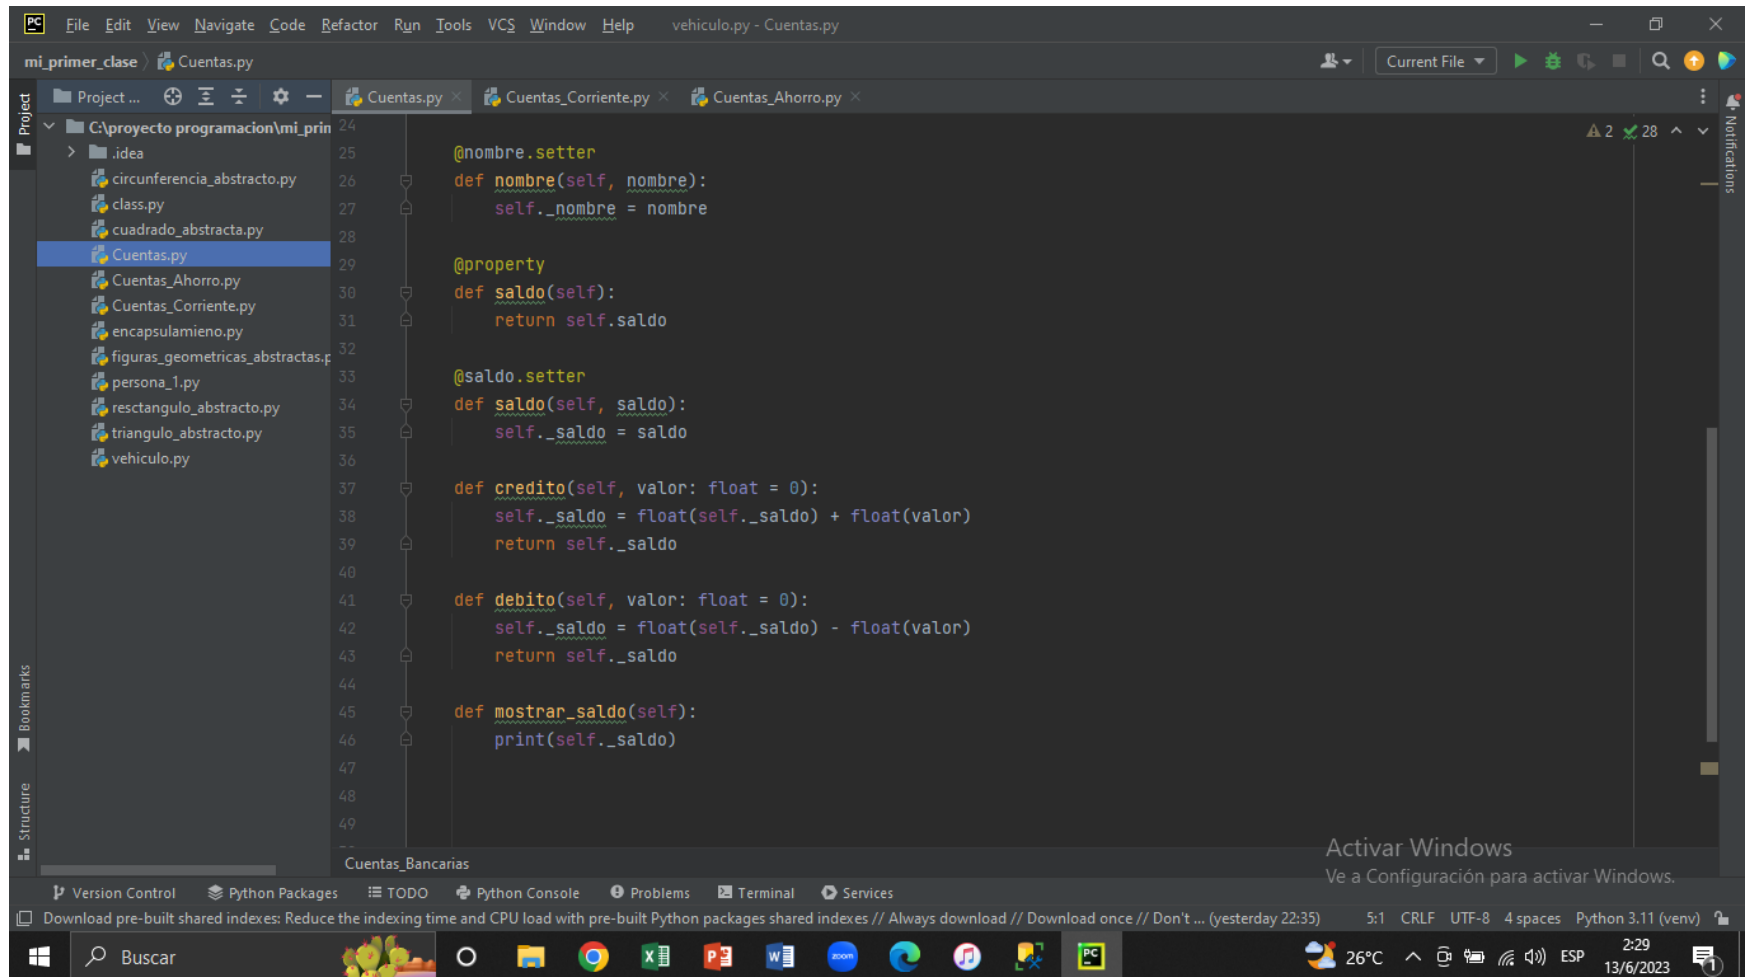 File Edit View Navigate Code Refactor Run Tools VCS Window Help vehiculo.py - Cuentas.py
mi_primer_clase Cuentas.py
Current File
Project ...
Cuentas.py Cuentas_Corriente.py Cuentas_Ahorro.py
Project
C:\proyecto programacion\mi_prin
.idea
circunferencia_abstracto.py
class.py
cuadrado_abstracta.py
Cuentas.py
Cuentas_Ahorro.py
Cuentas_Corriente.py
encapsulamieno.py
figuras_geometricas_abstractas.p
persona_1.py
resctangulo_abstracto.py
triangulo_abstracto.py
vehiculo.py
Bookmarks
Structure
2 28
Notifications
24
25 @nombre.setter
26 def nombre(self, nombre):
27 self._nombre = nombre
28
29 @property
30 def saldo(self):
31 return self.saldo
32
33 @saldo.setter
34 def saldo(self, saldo):
35 self._saldo = saldo
36
37 def credito(self, valor: float = 0):
38 self._saldo = float(self._saldo) + float(valor)
39 return self._saldo
40
41 def debito(self, valor: float = 0):
42 self._saldo = float(self._saldo) - float(valor)
43 return self._saldo
44
45 def mostrar_saldo(self):
46 print(self._saldo)
47
48
49
Cuentas_Bancarias
Activar Windows
Ve a Configuración para activar Windows.
Version Control Python Packages TODO Python Console Problems Terminal Services
Download pre-built shared indexes: Reduce the indexing time and CPU load with pre-built Python packages shared indexes // Always download // Download once // Don't ... (yesterday 22:35) 5:1 CRLF UTF-8 4 spaces Python 3.11 (venv)
Buscar
zoom
26°C ESP 2:29
13/6/2023
1